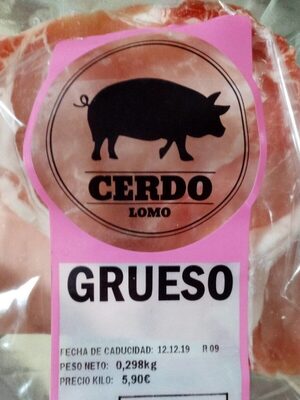 CERDO
LOMO
GRUESO
FECHA DE CADUCIDAD: 12.12.19 R 09
PESO NETO: 0,298kg
PRECIO KILO: 5,90€